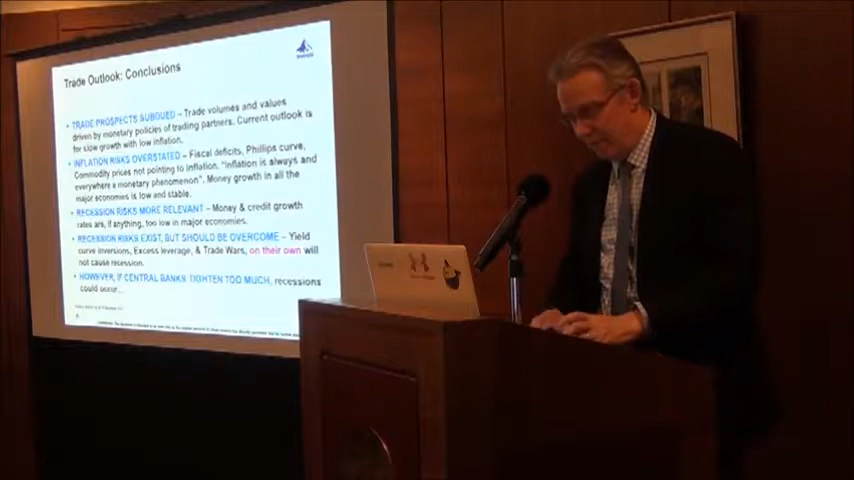 Trade Outlook: Conclusions
• TRADE PROSPECTS SUBDUED – Trade volumes and values
driven by monetary policies of trading partners. Current outlook is
for slow growth with low inflation.
• INFLATION RISKS OVERSTATED – Fiscal deficits, Phillips curve,
Commodity prices not pointing to inflation. "Inflation is always and
everywhere a monetary phenomenon". Money growth in all the
major economies is low and stable.
• RECESSION RISKS MORE RELEVANT – Money & credit growth
rates are, if anything, too low in major economies.
• RECESSION RISKS EXIST, BUT SHOULD BE OVERCOME – Yield
curve inversions, Excess leverage, & Trade Wars, on their own will
not cause recession.
• HOWEVER, IF CENTRAL BANKS TIGHTEN TOO MUCH, recessions
could occur...